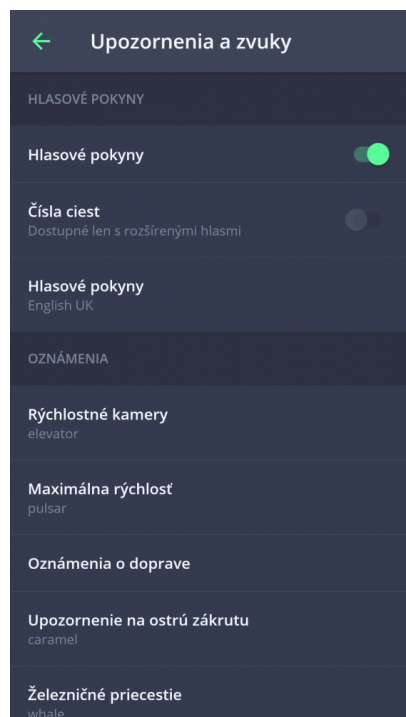 Upozornenia a zvuky
HLASOVÉ POKYNY
Hlasové pokyny
Čísla ciest
Dostupné len s rozšírenými hlasmi
Hlasové pokyny
English UK
OZNÁMENIA
Rýchlostné kamery
elevator
Maximálna rýchlosť
pulsar
Oznámenia o doprave
Upozornenie na ostrú zákrutu
caramel
Železničné priecestie
whale